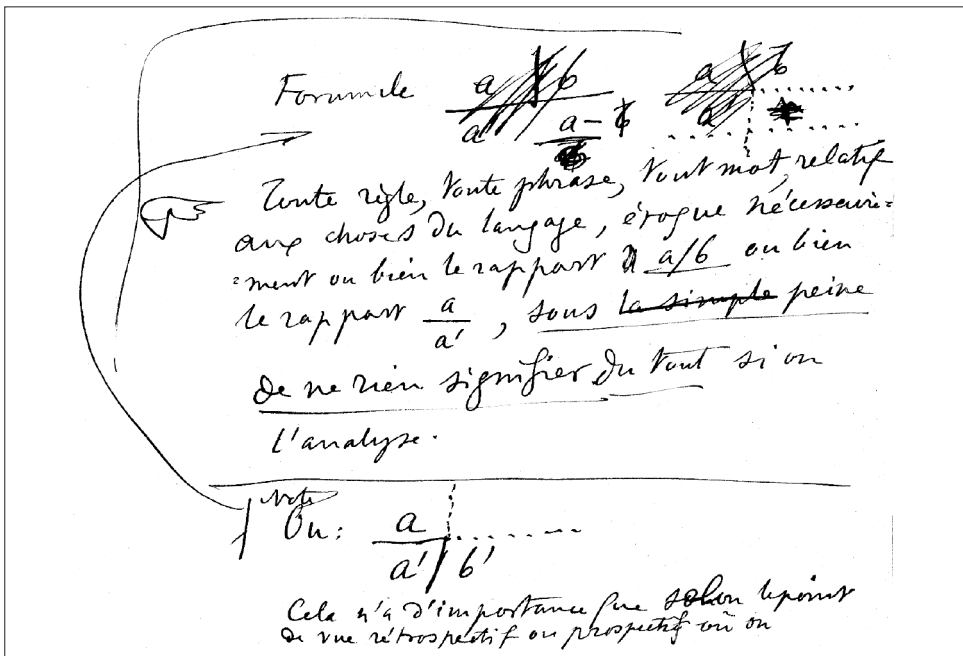 Formule a b a b
a' a - b a
Toute règle, toute phrase, tout mot, relatif
aux choses du langage, évoque nécessaire=
=ment ou bien le rapport a/b ou bien
le rapport a/a', sous la simple peine
de ne rien signifier du tout si on
l'analyse.
Note
Ou: a
a'/b'
Cela n'a d'importance que selon le point
de vue rétrospectif ou prospectif où on